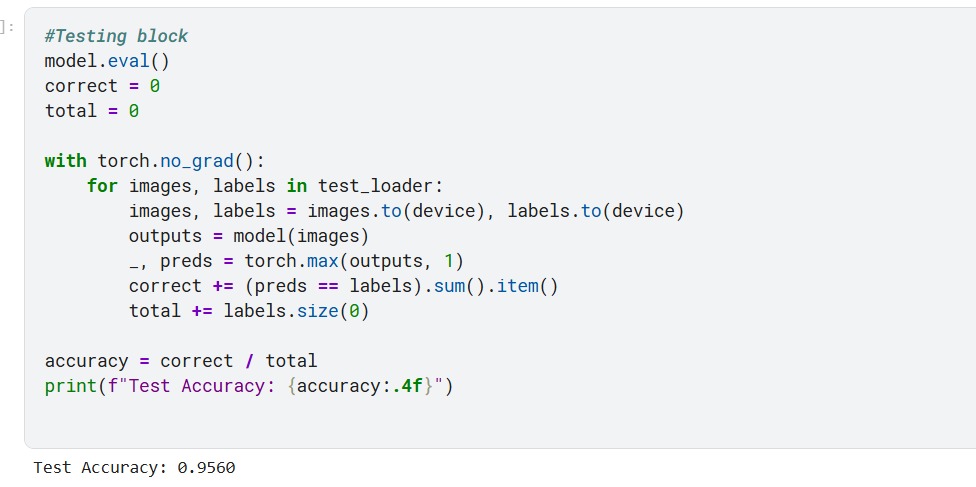 ]:
#Testing block
model.eval()
correct = 0
total = 0
with torch.no_grad():
    for images, labels in test_loader:
        images, labels = images.to(device), labels.to(device)
        outputs = model(images)
        _, preds = torch.max(outputs, 1)
        correct += (preds == labels).sum().item()
        total += labels.size(0)
accuracy = correct / total
print(f"Test Accuracy: {accuracy:.4f}")
Test Accuracy: 0.9560